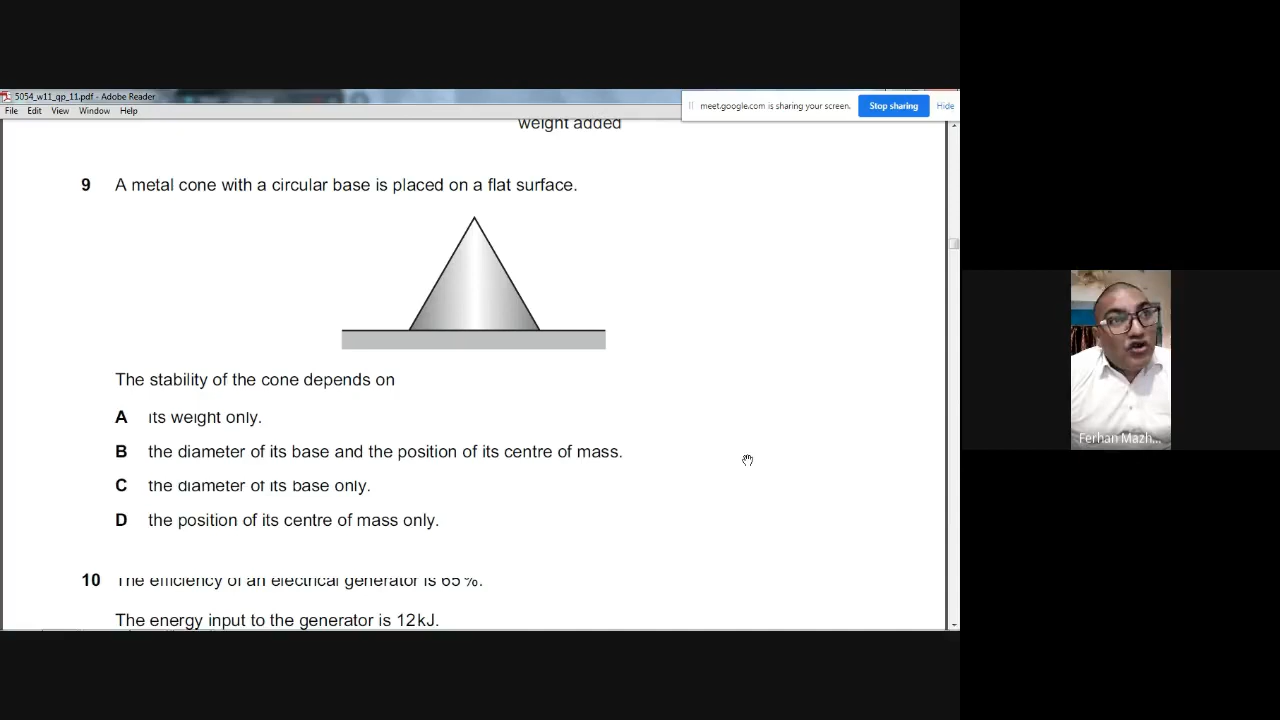 5054_w11_qp_11.pdf - Adobe Reader
File Edit View Window Help
meet.google.com is sharing your screen. Stop sharing Hide
weight added
9 A metal cone with a circular base is placed on a flat surface.
The stability of the cone depends on
A its weight only.
B the diameter of its base and the position of its centre of mass.
C the diameter of its base only.
D the position of its centre of mass only.
Ferhan Mazh...
10 The efficiency of an electrical generator is 65%.
The energy input to the generator is 12kJ.